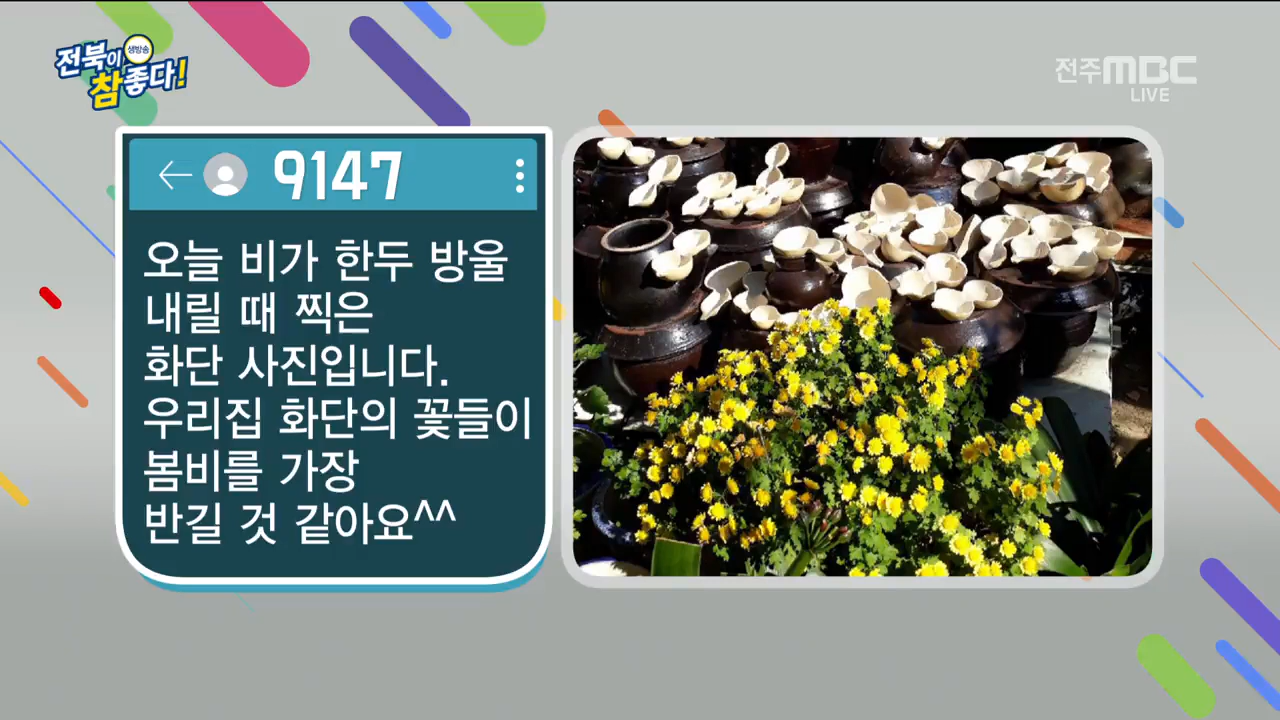 전북이
생방송
참좋다!
전주MBC
LIVE
9147
오늘 비가 한두 방울
내릴 때 찍은
화단 사진입니다.
우리집 화단의 꽃들이
봄비를 가장
반길 것 같아요^^